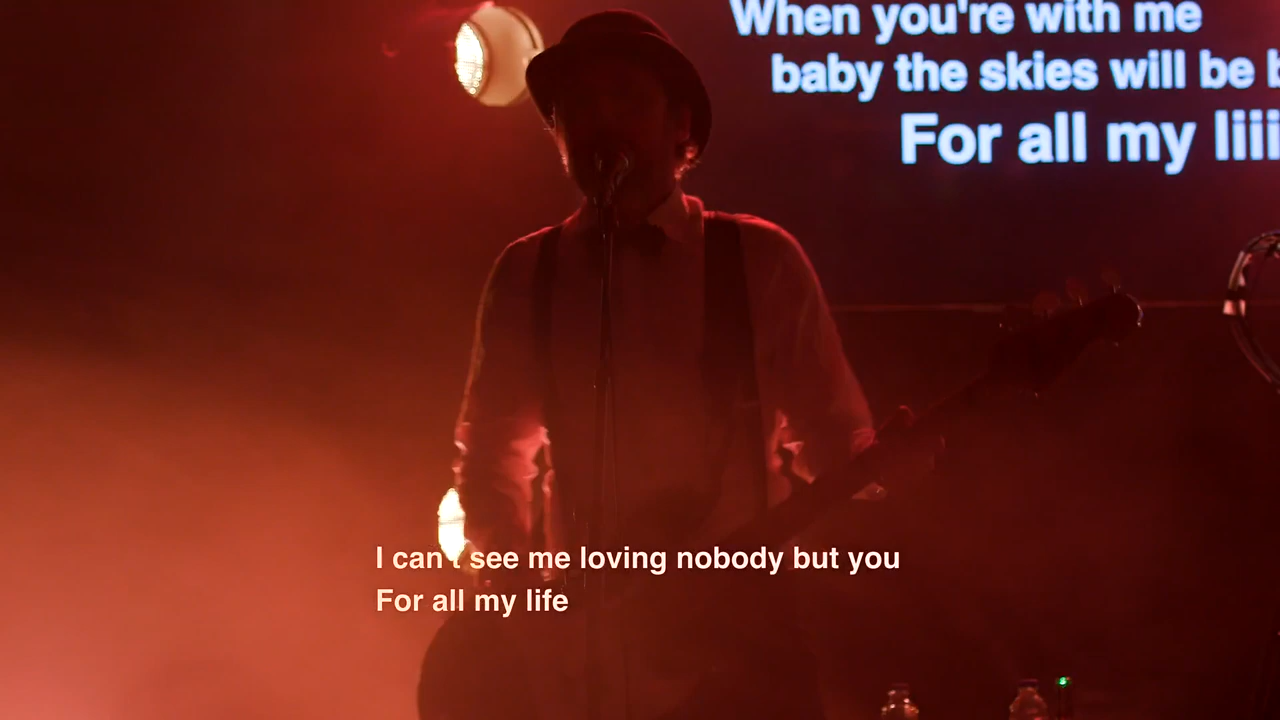 When you're with me
baby the skies will be b
For all my liii
I can't see me loving nobody but you
For all my life